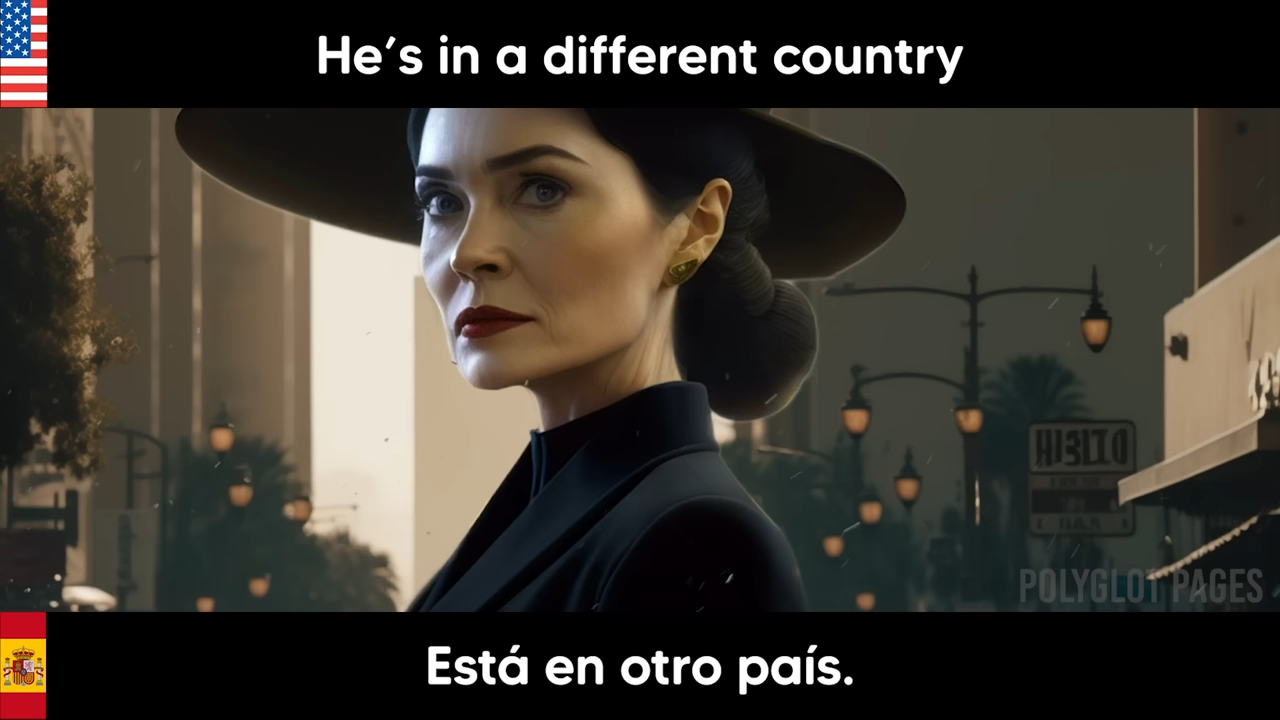 He's in a different country
POLYGLOT PAGES
Está en otro país.